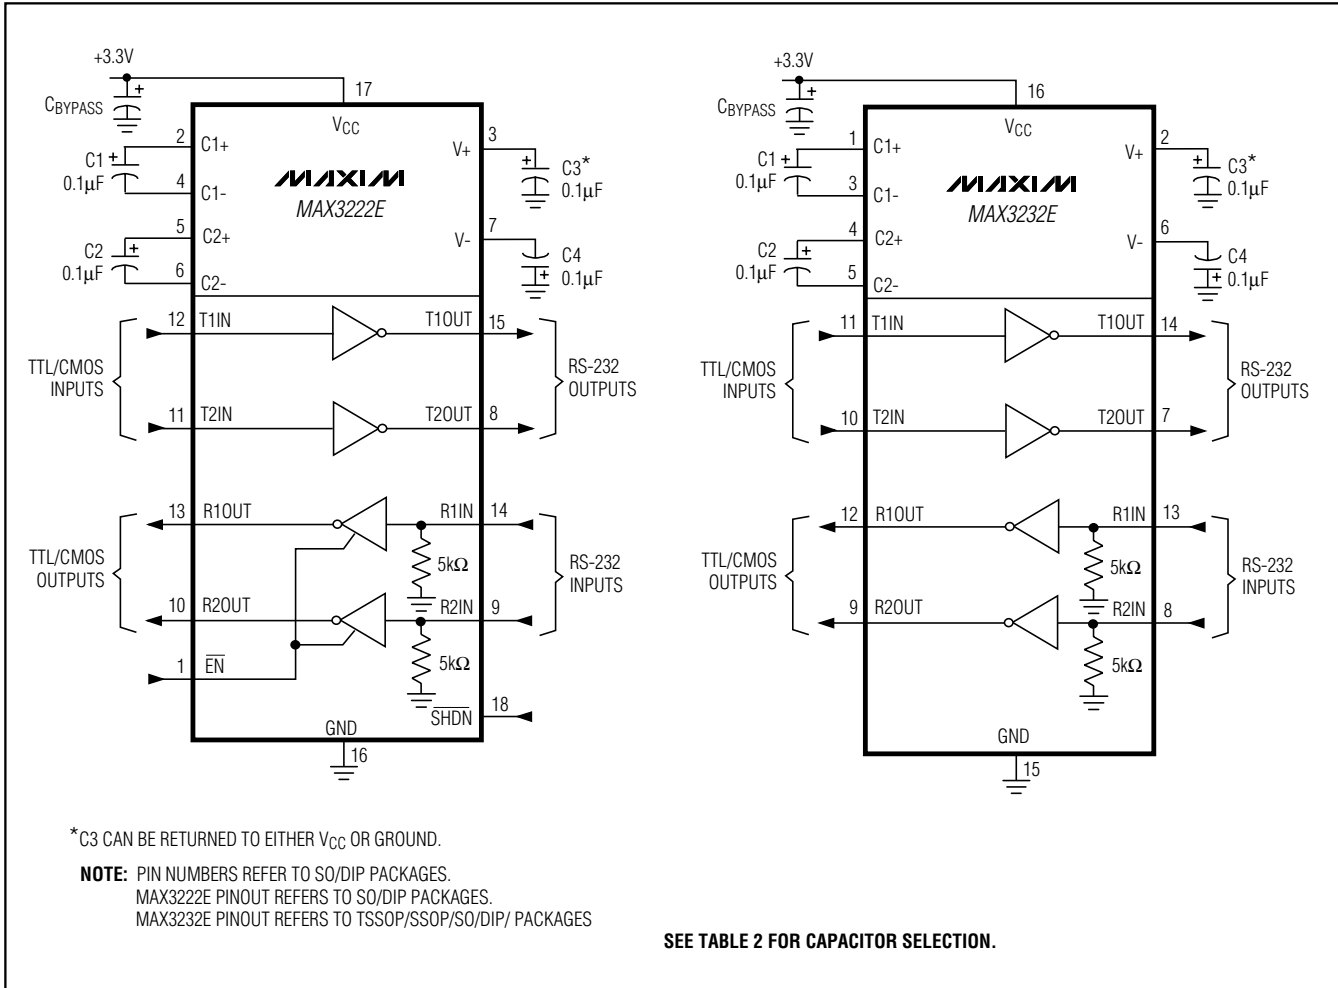 +3.3V
CBYPASS
17
VCC
2
C1+
C1
0.1µF
4
C1-
5
C2+
C2
0.1µF
6
C2-
MAXIM
MAX3222E
3
V+
C3*
0.1µF
7
V-
C4
0.1µF
12
T1IN
T1OUT
15
TTL/CMOS
INPUTS
RS-232
OUTPUTS
11
T2IN
T2OUT
8
13
R1OUT
R1IN
14
5kΩ
TTL/CMOS
OUTPUTS
RS-232
INPUTS
10
R2OUT
R2IN
9
5kΩ
1
EN
SHDN
18
GND
16
+3.3V
CBYPASS
16
VCC
1
C1+
C1
0.1µF
3
C1-
4
C2+
C2
0.1µF
5
C2-
MAXIM
MAX3232E
2
V+
C3*
0.1µF
6
V-
C4
0.1µF
11
T1IN
T1OUT
14
TTL/CMOS
INPUTS
RS-232
OUTPUTS
10
T2IN
T2OUT
7
12
R1OUT
R1IN
13
5kΩ
TTL/CMOS
OUTPUTS
RS-232
INPUTS
9
R2OUT
R2IN
8
5kΩ
GND
15
*C3 CAN BE RETURNED TO EITHER VCC OR GROUND.
NOTE: PIN NUMBERS REFER TO SO/DIP PACKAGES.
MAX3222E PINOUT REFERS TO SO/DIP PACKAGES.
MAX3232E PINOUT REFERS TO TSSOP/SSOP/SO/DIP/ PACKAGES
SEE TABLE 2 FOR CAPACITOR SELECTION.